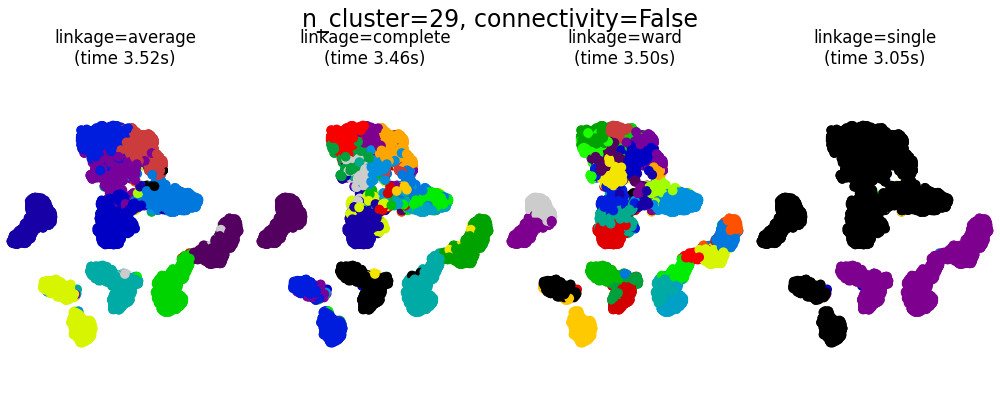 n_cluster=29, connectivity=False
linkage=average
(time 3.52s)
linkage=complete
(time 3.46s)
linkage=ward
(time 3.50s)
linkage=single
(time 3.05s)